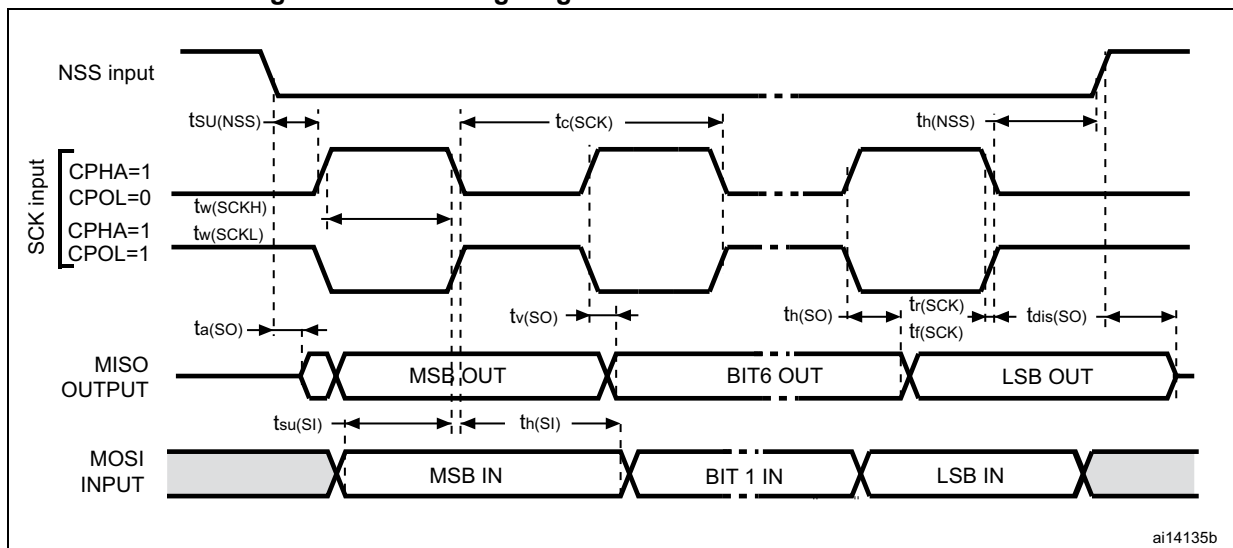 NSS input
tSU(NSS)
tc(SCK)
th(NSS)
SCK input
CPHA=1
CPOL=0
tw(SCKH)
CPHA=1
tw(SCKL)
CPOL=1
ta(SO)
tv(SO)
th(SO)
tr(SCK)
tf(SCK)
tdis(SO)
MISO
OUTPUT
MSB OUT
BIT6 OUT
LSB OUT
tsu(SI)
th(SI)
MOSI
INPUT
MSB IN
BIT 1 IN
LSB IN
ai14135b